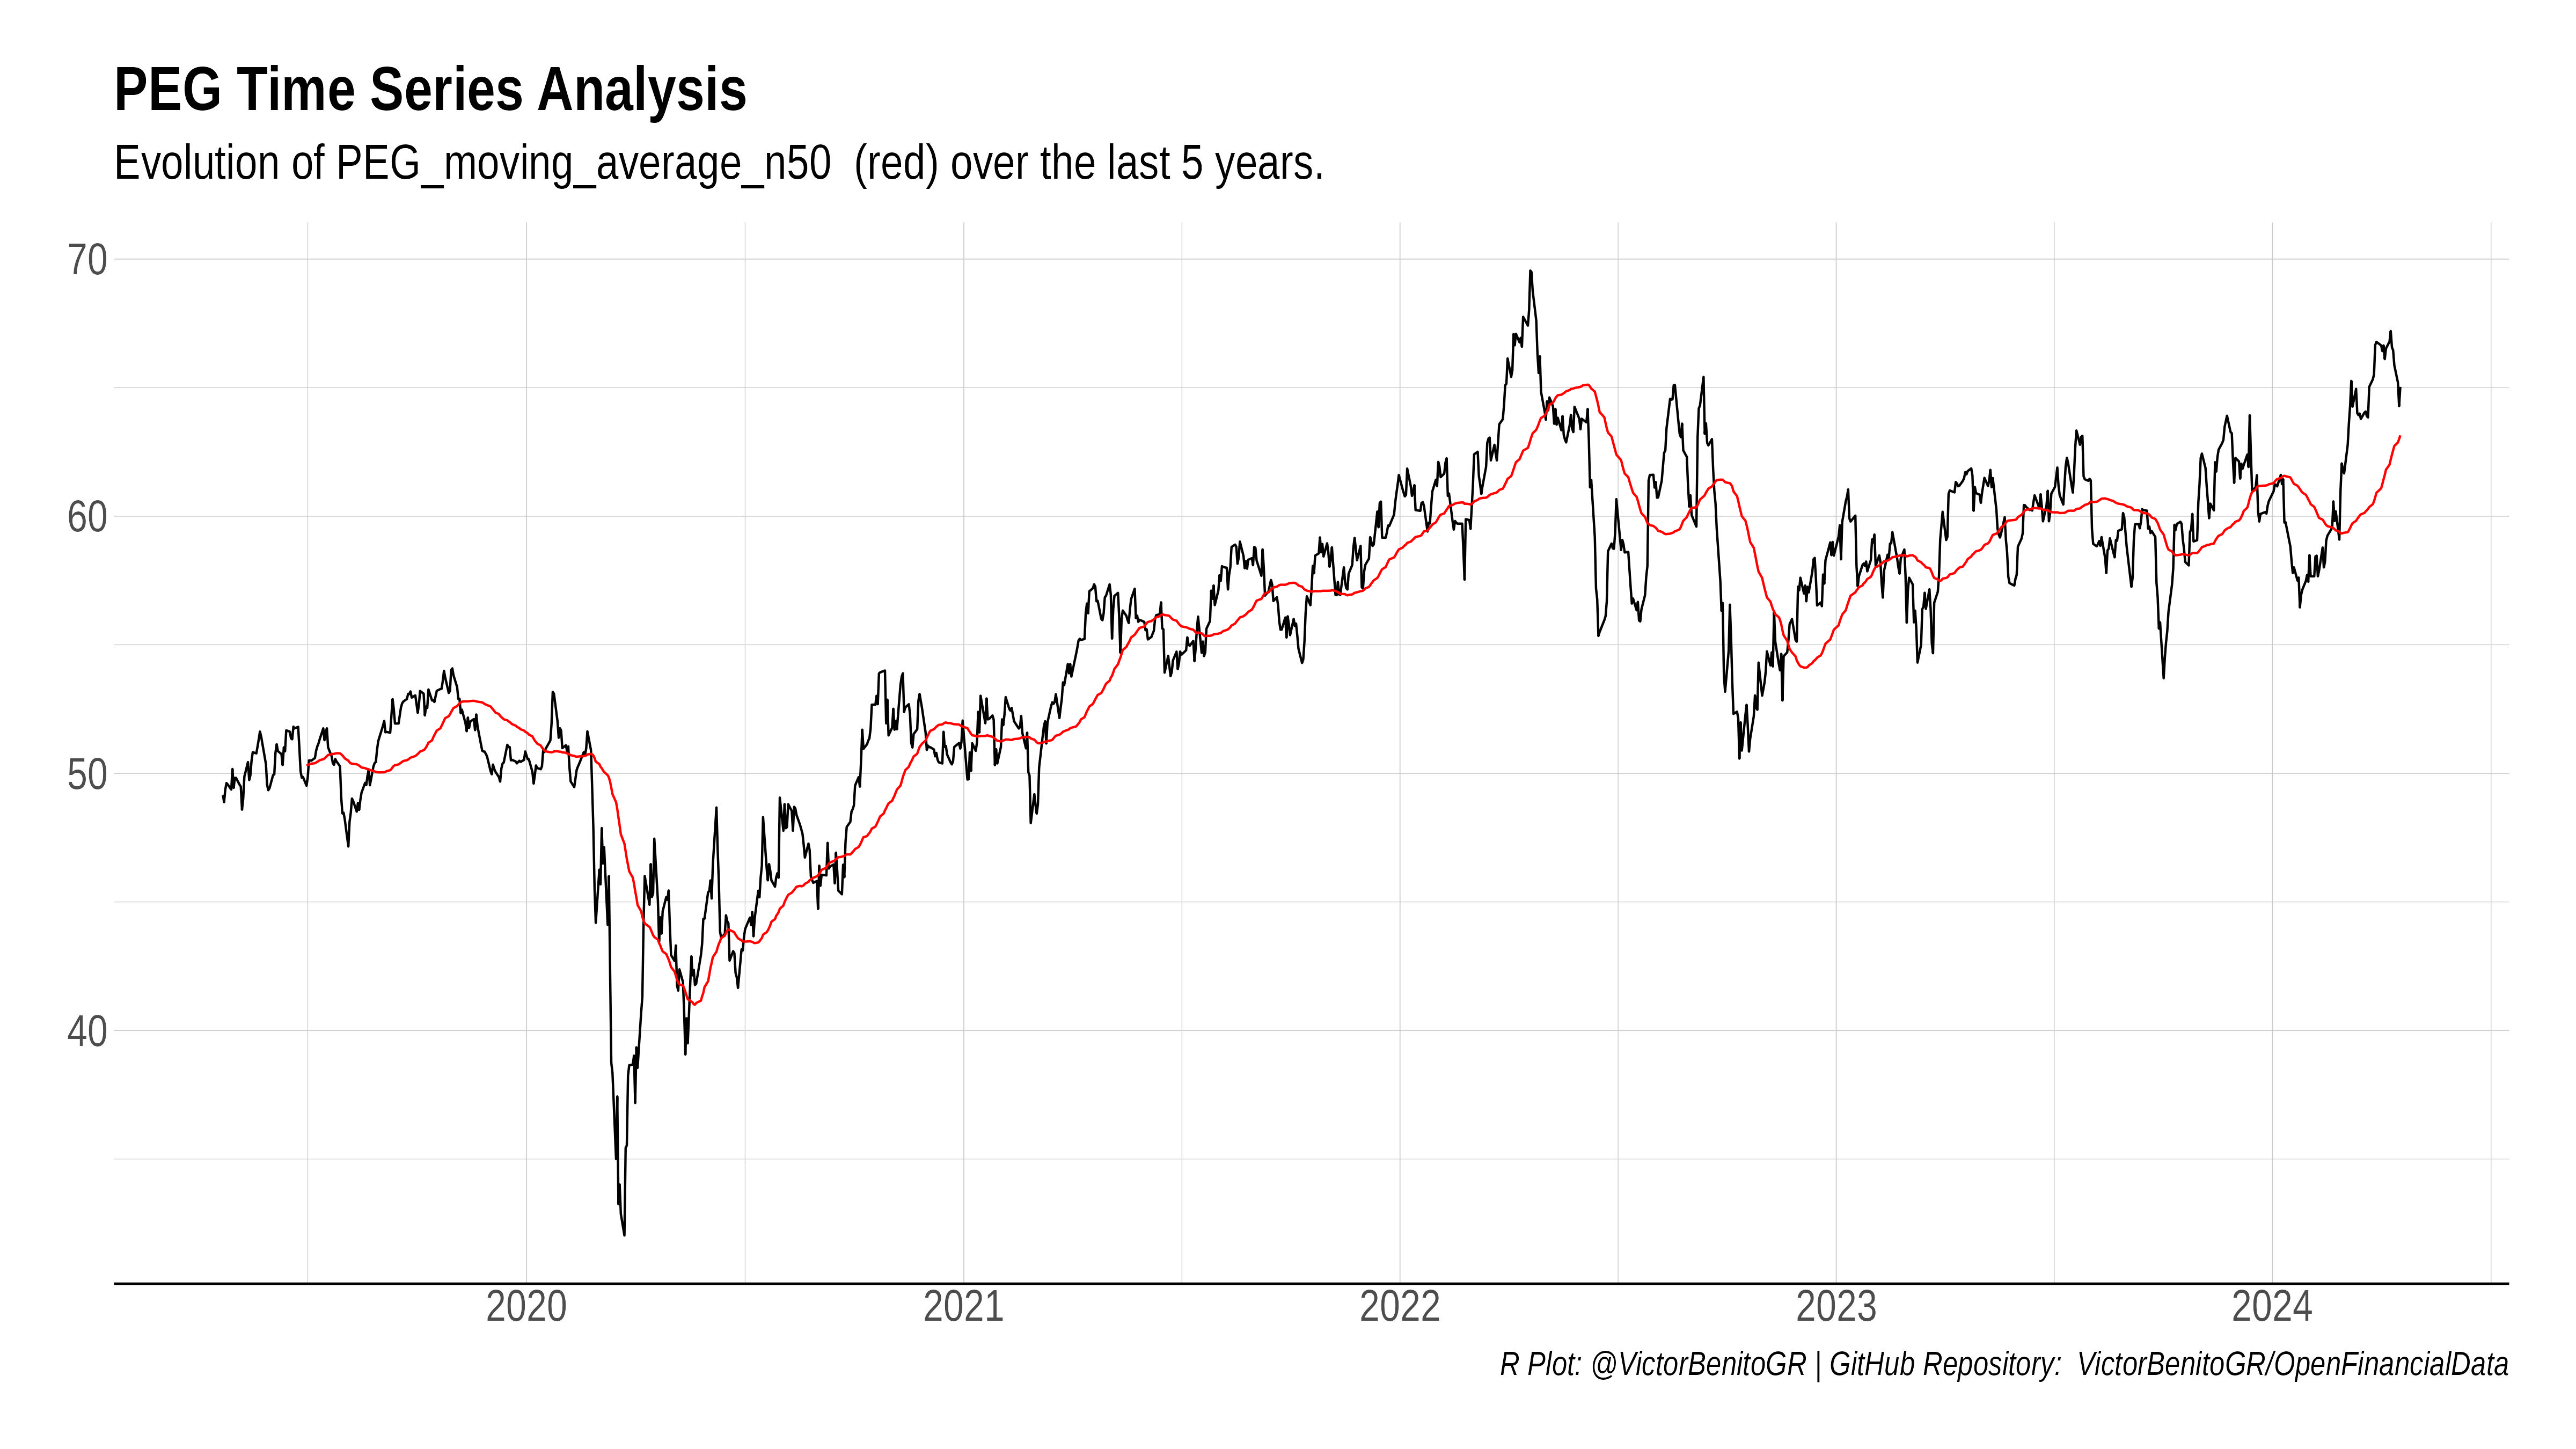 PEG Time Series Analysis
Evolution of PEG_moving_average_n50  (red) over the last 5 years.
70
60
50
40
2020 2021 2022 2023 2024
R Plot: @VictorBenitoGR | GitHub Repository:  VictorBenitoGR/OpenFinancialData